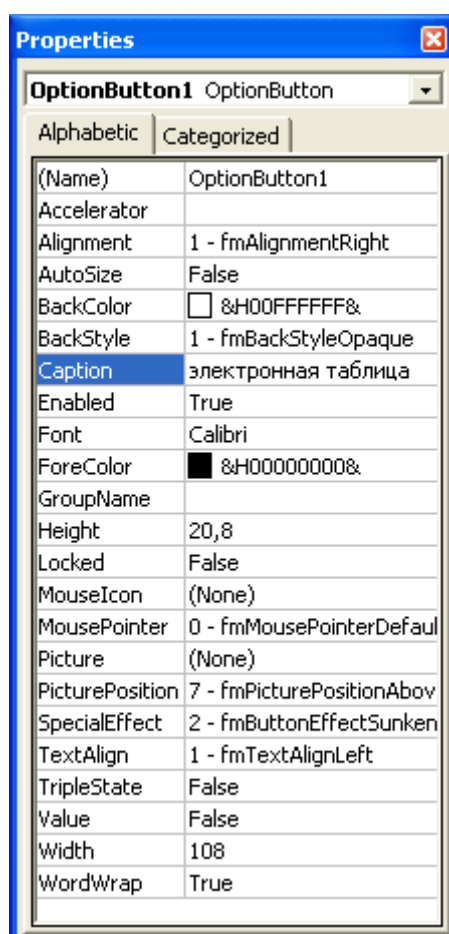 Properties
OptionButton1 OptionButton
Alphabetic Categorized
(Name) OptionButton1
Accelerator
Alignment 1 - fmAlignmentRight
AutoSize False
BackColor &H00FFFFFF&
BackStyle 1 - fmBackStyleOpaque
Caption электронная таблица
Enabled True
Font Calibri
ForeColor &H00000000&
GroupName
Height 20,8
Locked False
MouseIcon (None)
MousePointer 0 - fmMousePointerDefaul
Picture (None)
PicturePosition 7 - fmPicturePositionAbov
SpecialEffect 2 - fmButtonEffectSunken
TextAlign 1 - fmTextAlignLeft
TripleState False
Value False
Width 108
WordWrap True